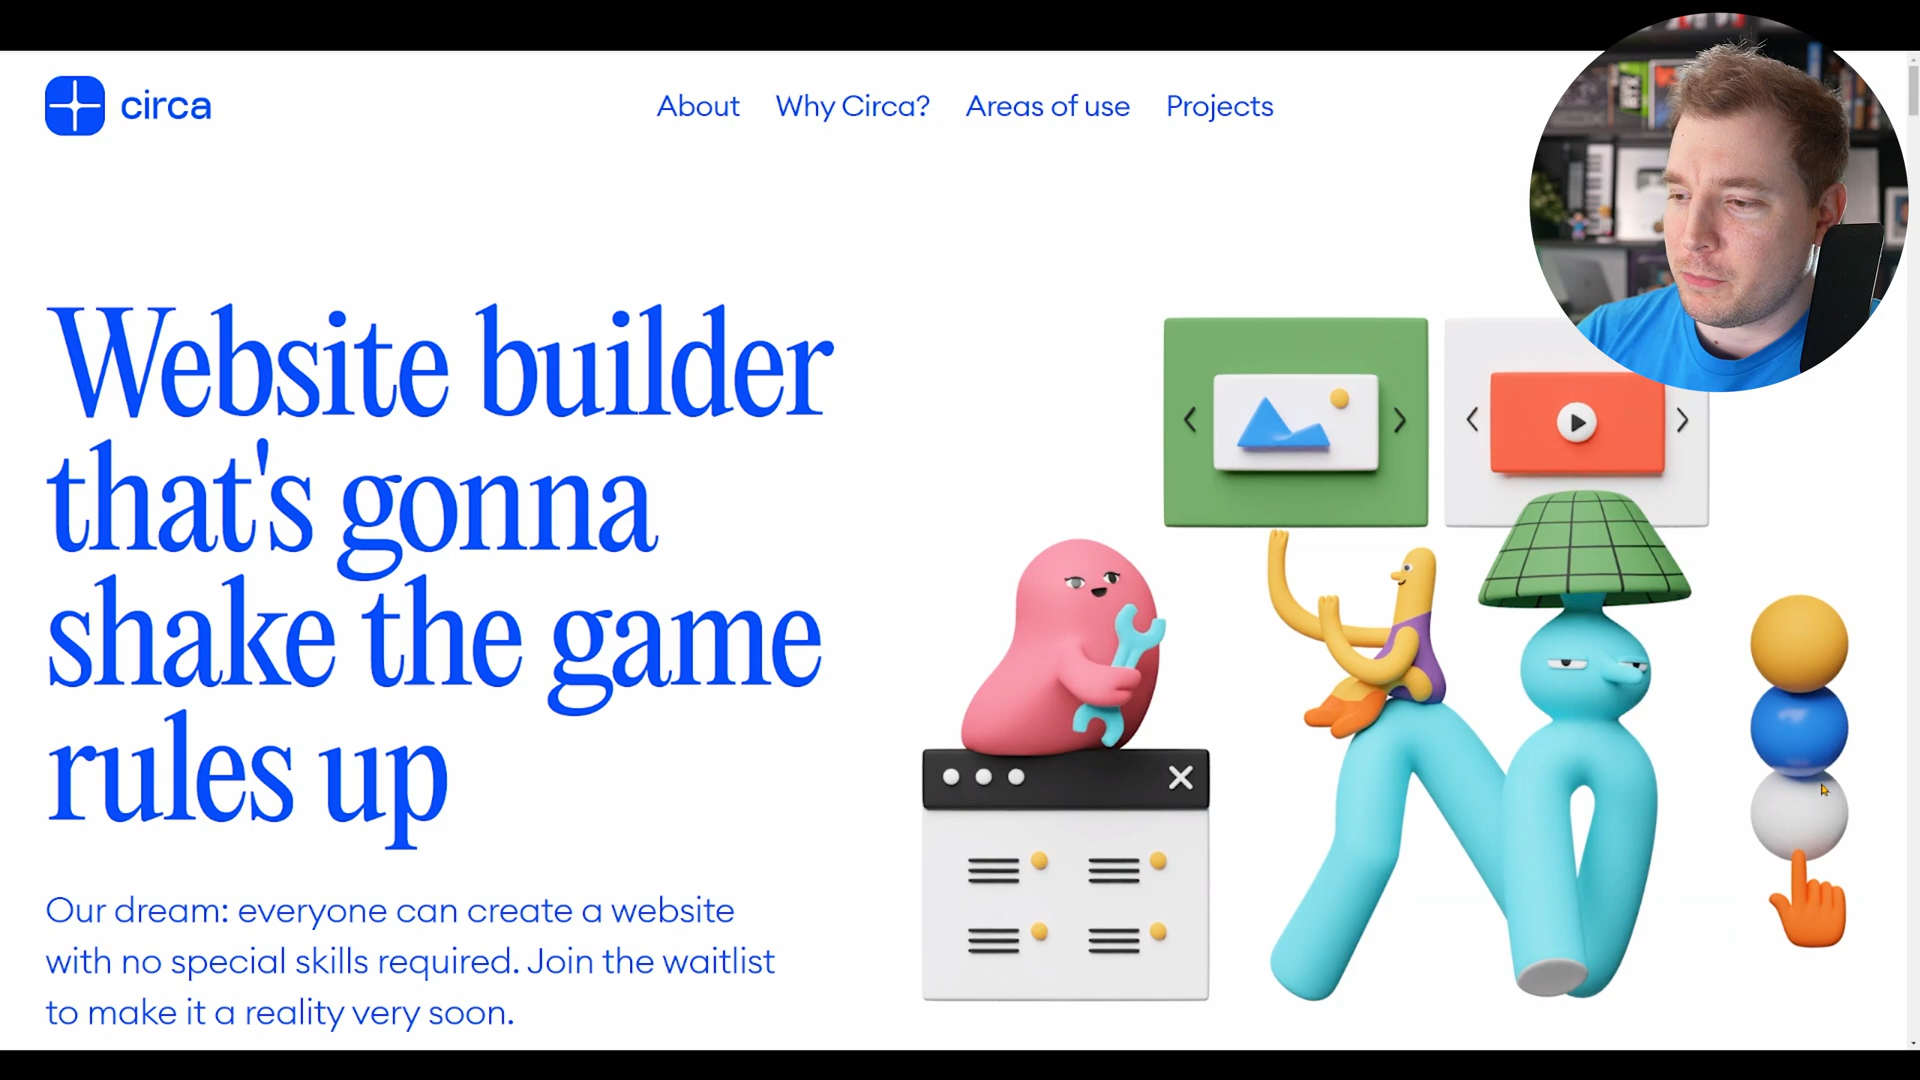 circa
About Why Circa? Areas of use Projects
Website builder
that's gonna
shake the game
rules up
Our dream: everyone can create a website
with no special skills required. Join the waitlist
to make it a reality very soon.